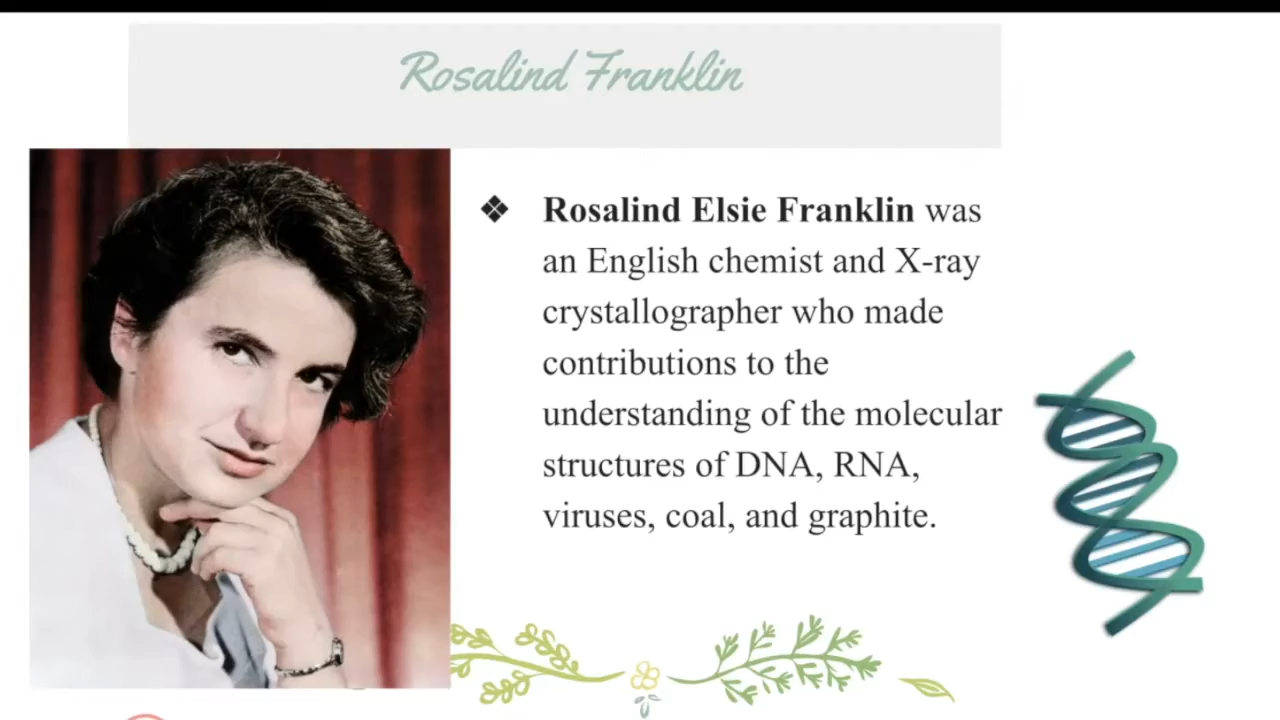 Rosalind Franklin
❖ Rosalind Elsie Franklin was
an English chemist and X-ray
crystallographer who made
contributions to the
understanding of the molecular
structures of DNA, RNA,
viruses, coal, and graphite.